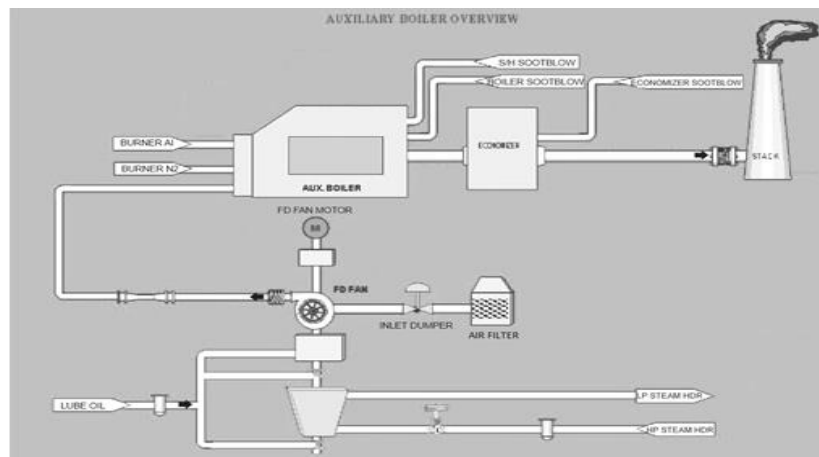 AUXILIARY BOILER OVERVIEW
S/H SOOTBLOW
BOILER SOOTBLOW
ECONOMIZER SOOTBLOW
BURNER A1
ECONOMIZER
BURNER N2
STACK
AUX. BOILER
FD FAN MOTOR
M
FD FAN
INLET DUMPER
AIR FILTER
LP STEAM HDR
LUBE OIL
HP STEAM HDR